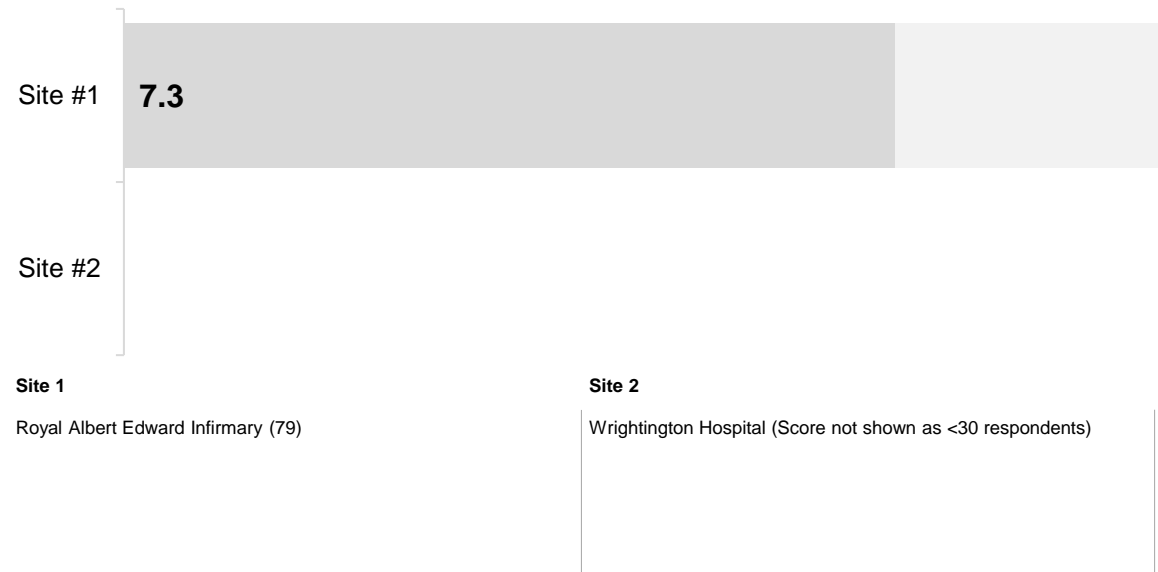 Site #1
7.3
Site #2
Site 1
Site 2
Royal Albert Edward Infirmary (79)
Wrightington Hospital (Score not shown as <30 respondents)